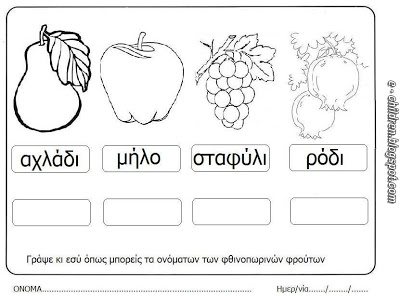 αχλάδι μήλο σταφύλι ρόδι
Γράψε κι εσύ όπως μπορείς τα ονόματα των φθινοπωρινών φρούτων
ΟΝΟΜΑ................................................................ Ημερ/νία....../......./.......
e - children.blogspot.com